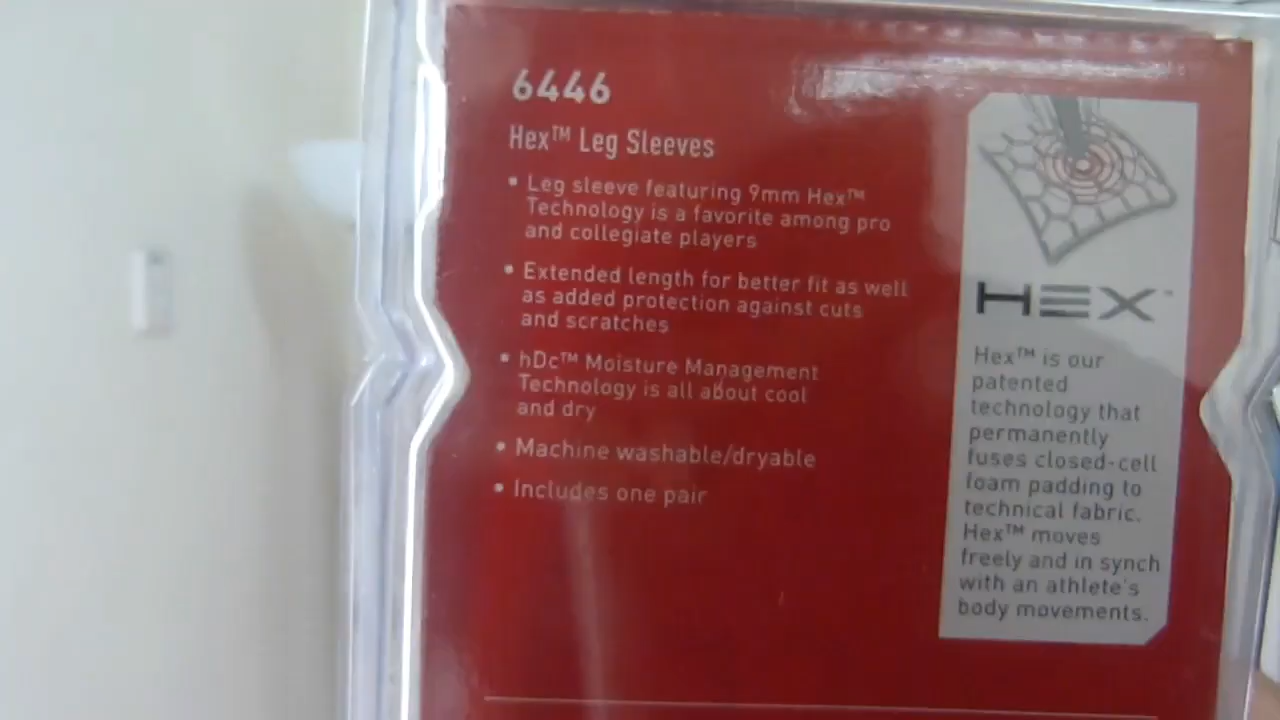 6446
Hex™ Leg Sleeves
• Leg sleeve featuring 9mm Hex™
Technology is a favorite among pro
and collegiate players
• Extended length for better fit as well
as added protection against cuts
and scratches
• hDc™ Moisture Management
Technology is all about cool
and dry
• Machine washable/dryable
• Includes one pair
HEX™
Hex™ is our
patented
technology that
permanently
fuses closed-cell
foam padding to
technical fabric.
Hex™ moves
freely and in synch
with an athlete's
body movements.